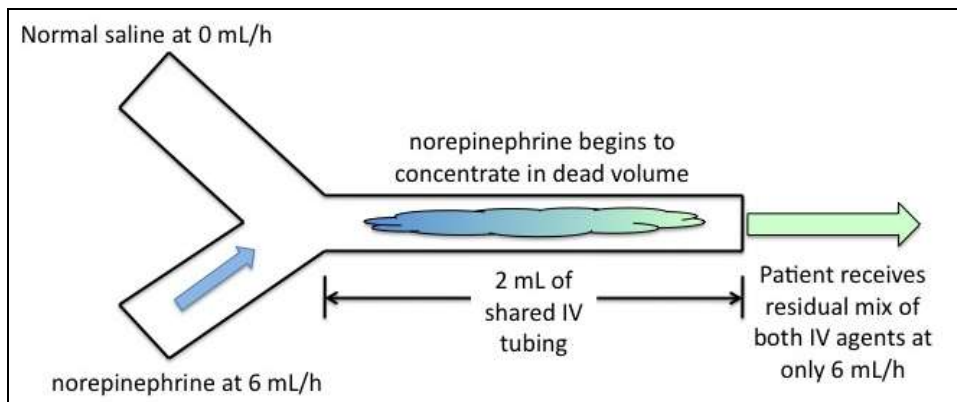 Normal saline at 0 mL/h
norepinephrine begins to
concentrate in dead volume
2 mL of
shared IV
tubing
Patient receives
residual mix of
both IV agents at
only 6 mL/h
norepinephrine at 6 mL/h